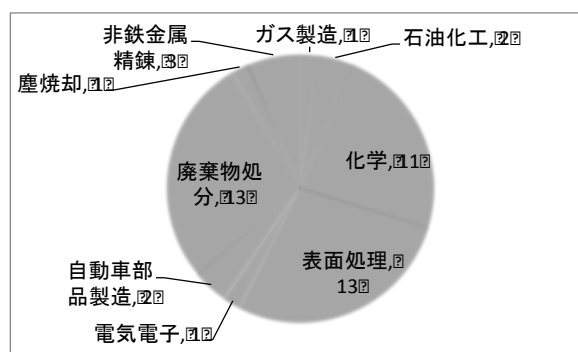 非鉄金属
精錬, 3
ガス製造, 1
石油化工, 2
塵焼却, 1
化学, 11
廃棄物処
分, 13
表面処理,
13
自動車部
品製造, 2
電気電子, 1